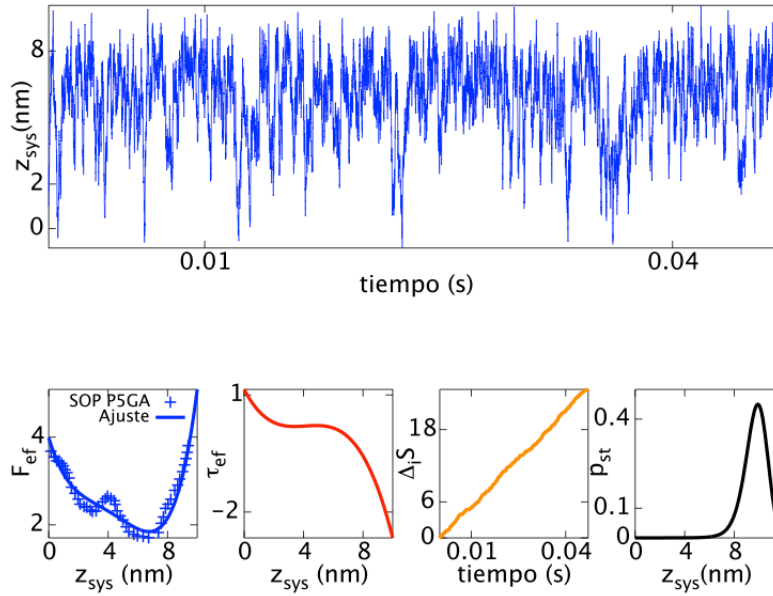 8
2
0
z_sys(nm)
0.01
0.04
tiempo (s)
SOP P5GA
Ajuste
4
2
F_ef
0
4
8
z_sys (nm)
1
−2
τ_ef
0
8
z_sys (nm)
18
6
0
Δ_iS
0.01
0.04
tiempo (s)
0.4
0.1
0
p_st
0
4
8
z_sys(nm)